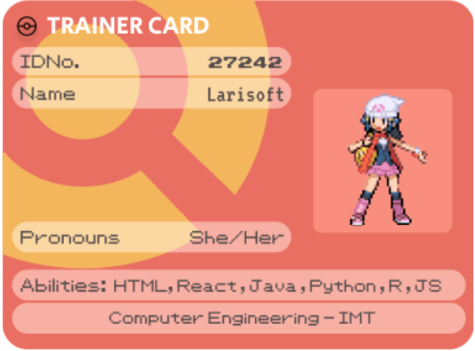 TRAINER CARD
IDNo. 27242
Name Larisoft
Pronouns She/Her
Abilities: HTML,React,Java,Python,R,JS
Computer Engineering - IMT